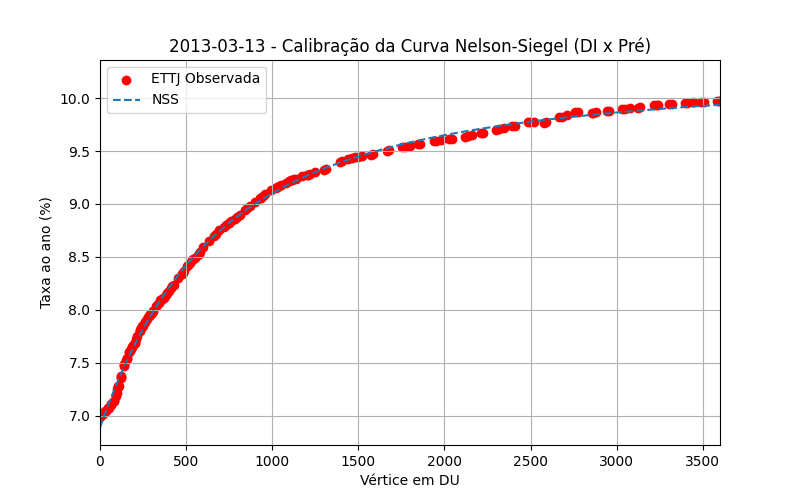 2013-03-13 - Calibração da Curva Nelson-Siegel (DI x Pré)
ETTJ Observada
NSS
Taxa ao ano (%)
10.0
9.5
9.0
8.5
8.0
7.5
7.0
0 500 1000 1500 2000 2500 3000 3500
Vértice em DU